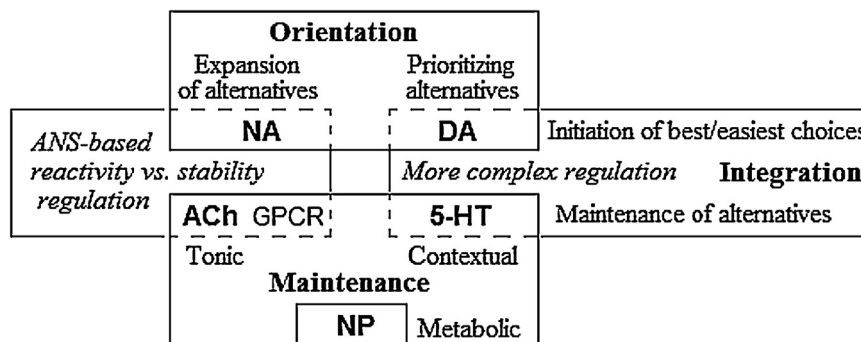 Orientation
Expansion
of alternatives
Prioritizing
alternatives
NA
DA
Initiation of best/easiest choices
ANS-based
reactivity vs. stability
regulation
More complex regulation
Integration
ACh GPCR
5-HT
Maintenance of alternatives
Tonic
Contextual
Maintenance
NP
Metabolic